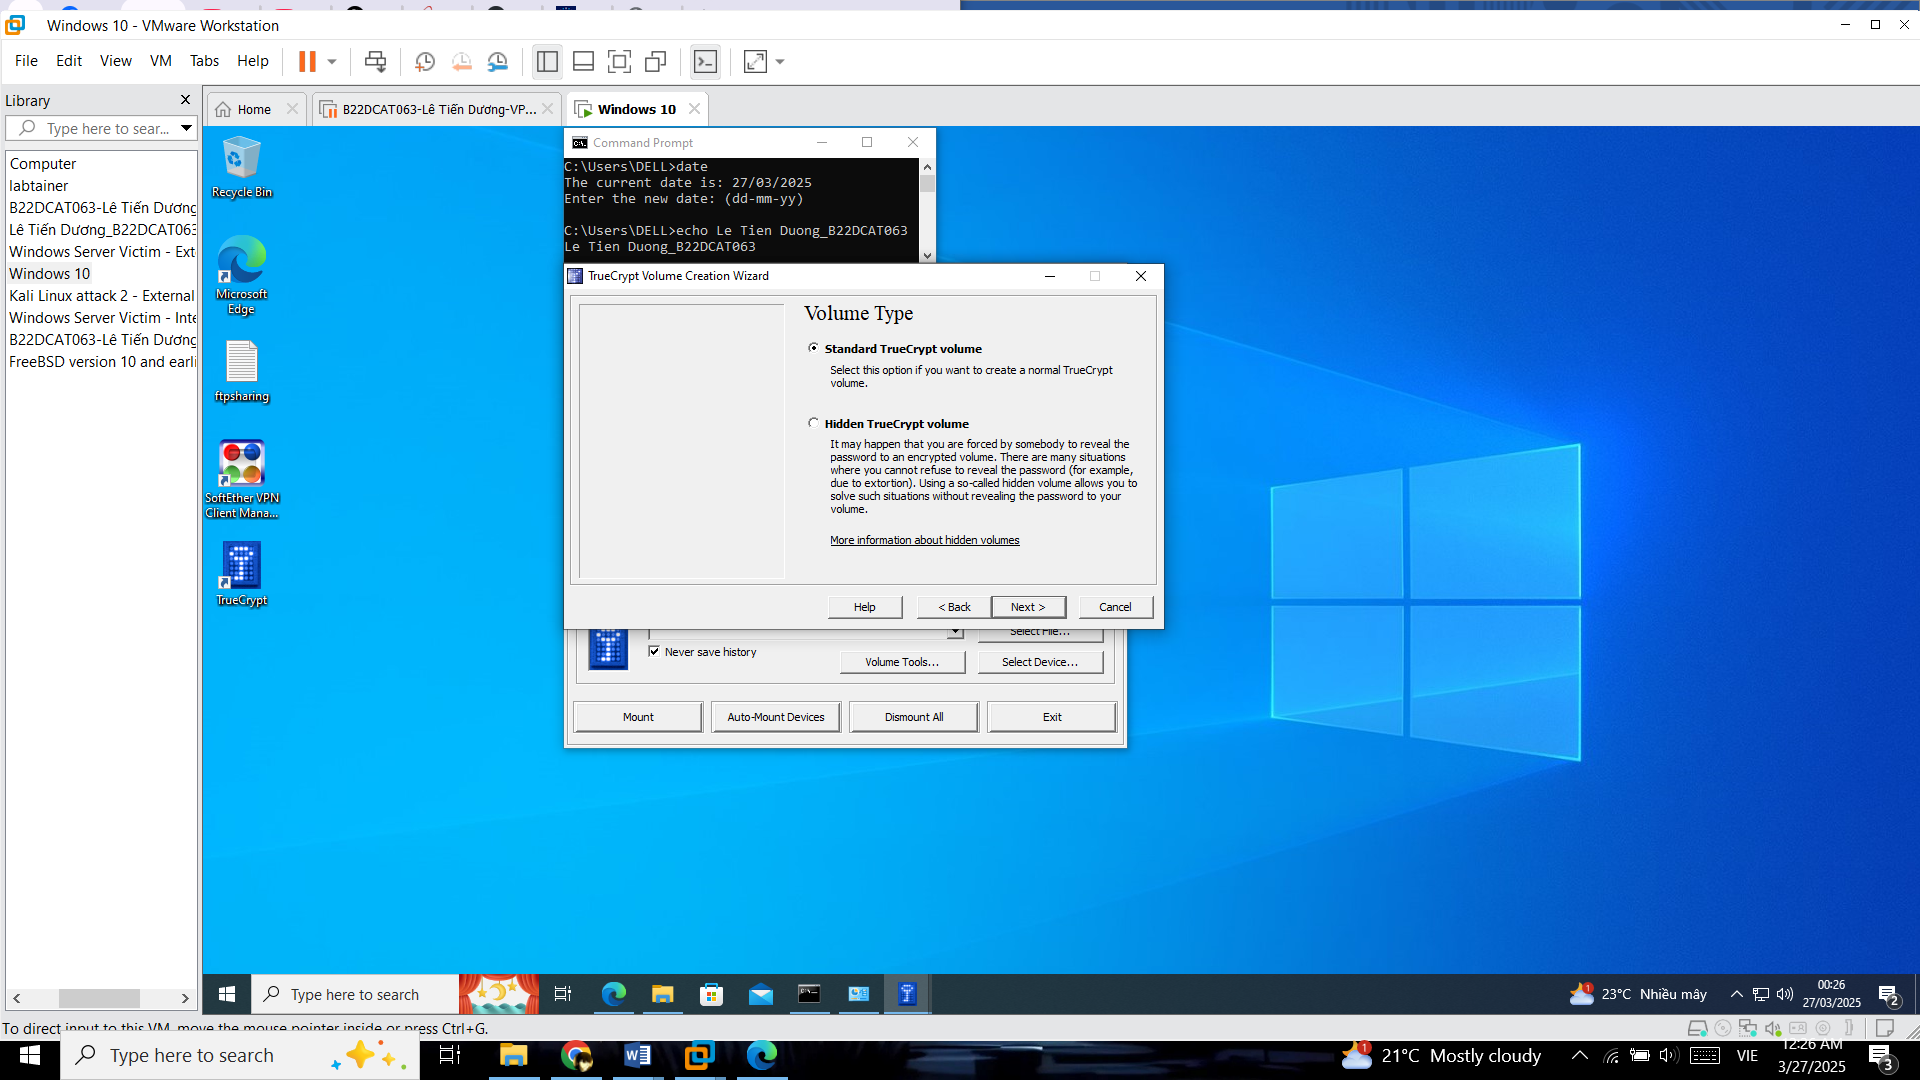 Windows 10 - VMware Workstation
File Edit View VM Tabs Help
Library
Type here to sear...
Computer
labtainer
B22DCAT063-Lê Tiến Dương
Lê Tiến Dương_B22DCAT063
Windows Server Victim - Ext
Windows 10
Kali Linux attack 2 - External
Windows Server Victim - Inte
B22DCAT063-Lê Tiến Dương
FreeBSD version 10 and earli
Home
B22DCAT063-Lê Tiến Dương-VP...
Windows 10
Recycle Bin
Microsoft
Edge
ftpsharing
SoftEther VPN
Client Mana...
TrueCrypt
Command Prompt
C:\Users\DELL>date
The current date is: 27/03/2025
Enter the new date: (dd-mm-yy)
C:\Users\DELL>echo Le Tien Duong_B22DCAT063
Le Tien Duong_B22DCAT063
TrueCrypt Volume Creation Wizard
Volume Type
Standard TrueCrypt volume
Select this option if you want to create a normal TrueCrypt
volume.
Hidden TrueCrypt volume
It may happen that you are forced by somebody to reveal the
password to an encrypted volume. There are many situations
where you cannot refuse to reveal the password (for example,
due to extortion). Using a so-called hidden volume allows you to
solve such situations without revealing the password to your
volume.
More information about hidden volumes
Help < Back Next > Cancel
Select File...
Never save history
Volume Tools... Select Device...
Mount Auto-Mount Devices Dismount All Exit
Type here to search
23°C Nhiều mây
00:26
27/03/2025
2
To direct input to this VM, move the mouse pointer inside or press Ctrl+G.
Type here to search
21°C Mostly cloudy
VIE
12:26 AM
3/27/2025
3